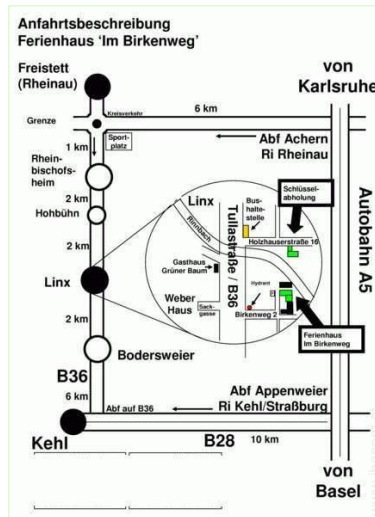 Anfahrtsbeschreibung
Ferienhaus 'Im Birkenweg'
Freistett
(Rheinau)
von
Karlsruhe
Kreisverkehr
6 km
Grenze
Sport-
platz
1 km
Abf Achern
Ri Rheinau
Rhein-
bischofs-
heim
2 km
Hohbühn
2 km
Linx
2 km
Bodersweier
B36
6 km
Linx
Rinnbach
Tullastraße / B36
Bus-
halte-
stelle
Schlüssel-
abholung
Holzhauserstraße 16
Gasthaus
Grüner Baum
Weber
Haus
Sack-
gasse
Hydrant
Birkenweg 2
Ferienhaus
Im Birkenweg
Autobahn A5
Abf Appenweier
Ri Kehl/Straßburg
Abf auf B36
Kehl
B28
10 km
von
Basel